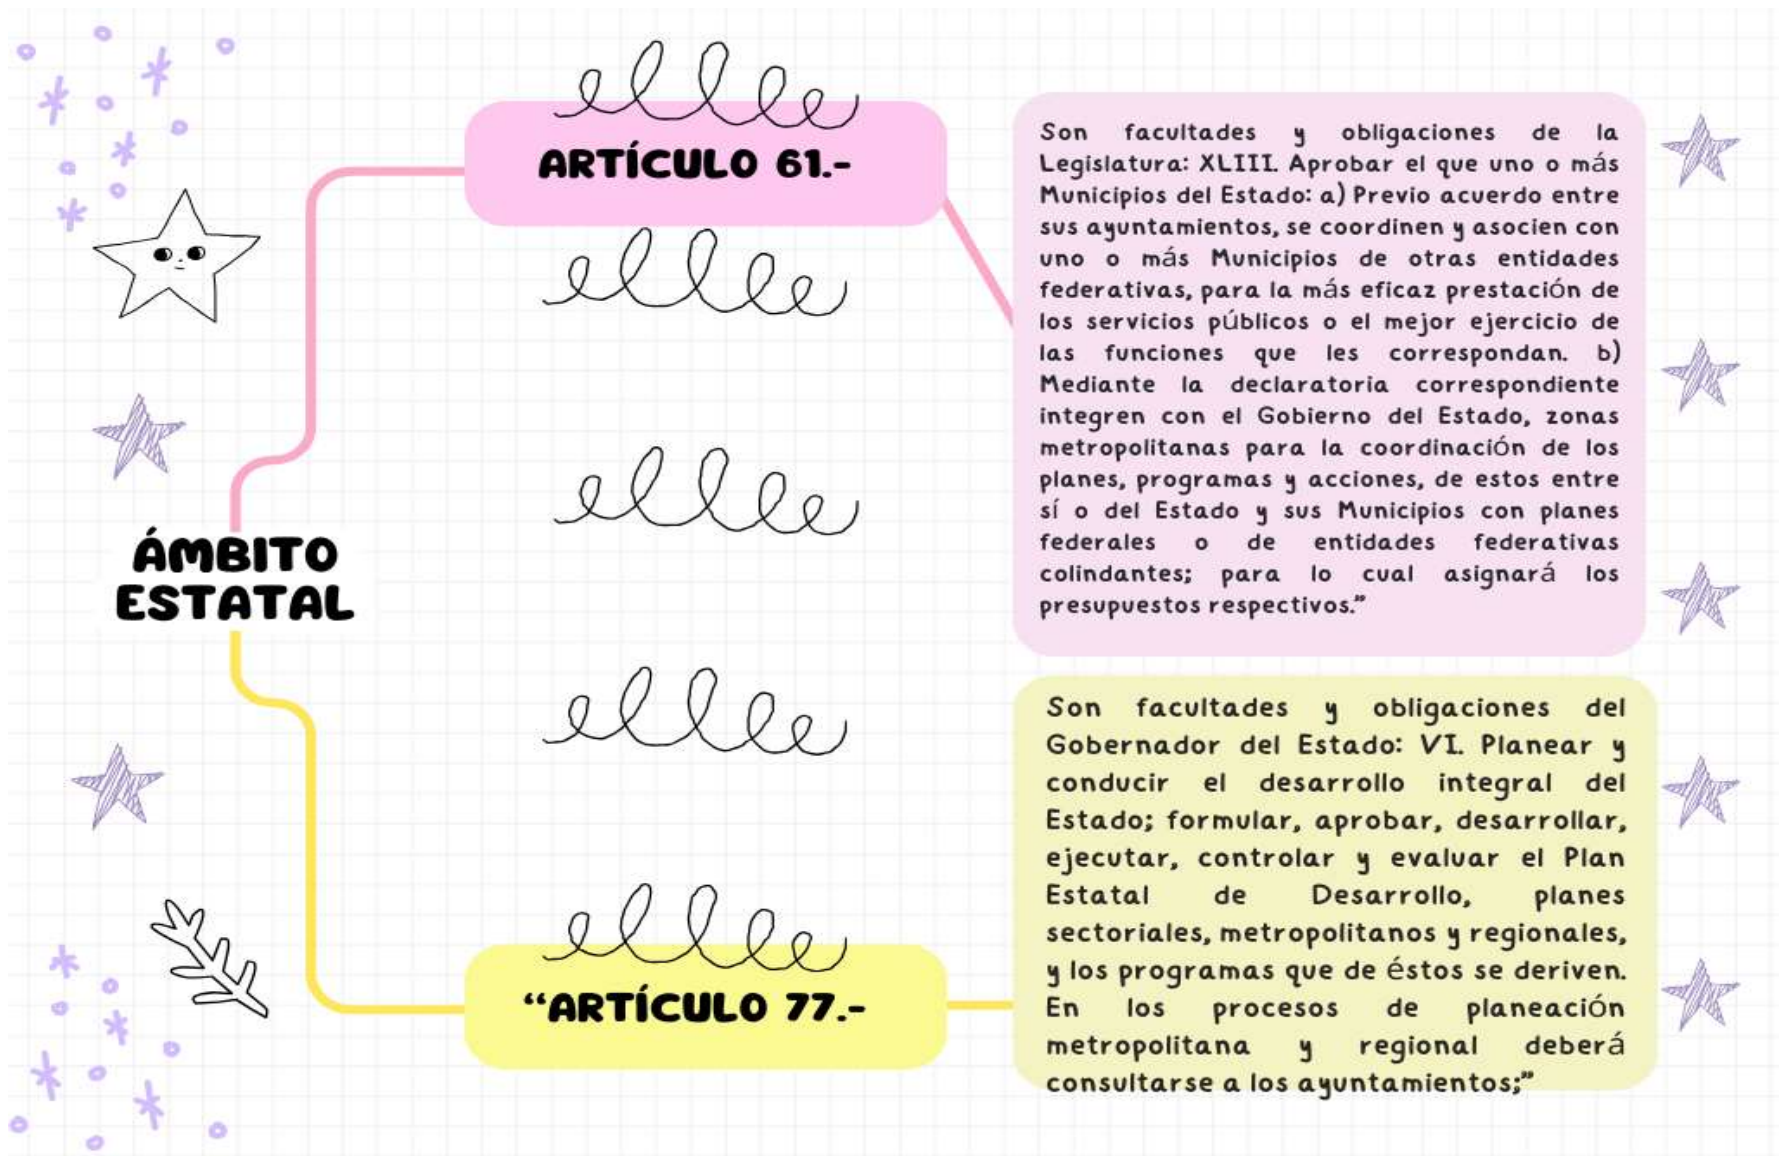 ARTÍCULO 61.-
Son facultades y obligaciones de la
Legislatura: XLIII. Aprobar el que uno o más
Municipios del Estado: a) Previo acuerdo entre
sus ayuntamientos, se coordinen y asocien con
uno o más Municipios de otras entidades
federativas, para la más eficaz prestación de
los servicios públicos o el mejor ejercicio de
las funciones que les correspondan. b)
Mediante la declaratoria correspondiente
integren con el Gobierno del Estado, zonas
metropolitanas para la coordinación de los
planes, programas y acciones, de estos entre
sí o del Estado y sus Municipios con planes
federales o de entidades federativas
colindantes; para lo cual asignará los
presupuestos respectivos.”
ÁMBITO
ESTATAL
“ARTÍCULO 77.-
Son facultades y obligaciones del
Gobernador del Estado: VI. Planear y
conducir el desarrollo integral del
Estado; formular, aprobar, desarrollar,
ejecutar, controlar y evaluar el Plan
Estatal de Desarrollo, planes
sectoriales, metropolitanos y regionales,
y los programas que de éstos se deriven.
En los procesos de planeación
metropolitana y regional deberá
consultarse a los ayuntamientos;”